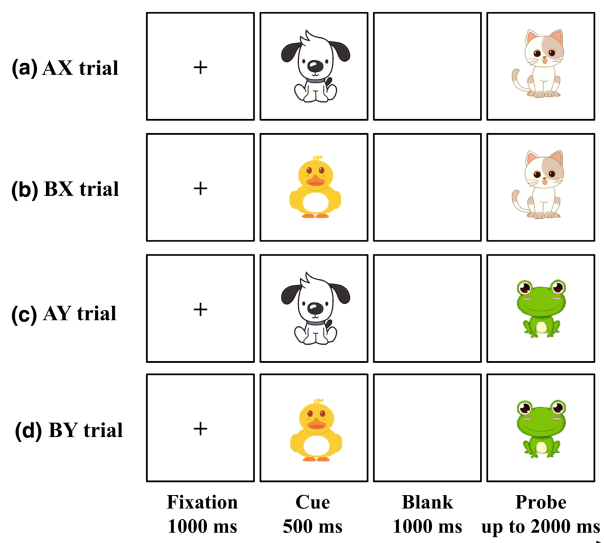 (a) AX trial
+
(b) BX trial
+
(c) AY trial
+
(d) BY trial
+
Fixation Cue Blank Probe
1000 ms 500 ms 1000 ms up to 2000 ms